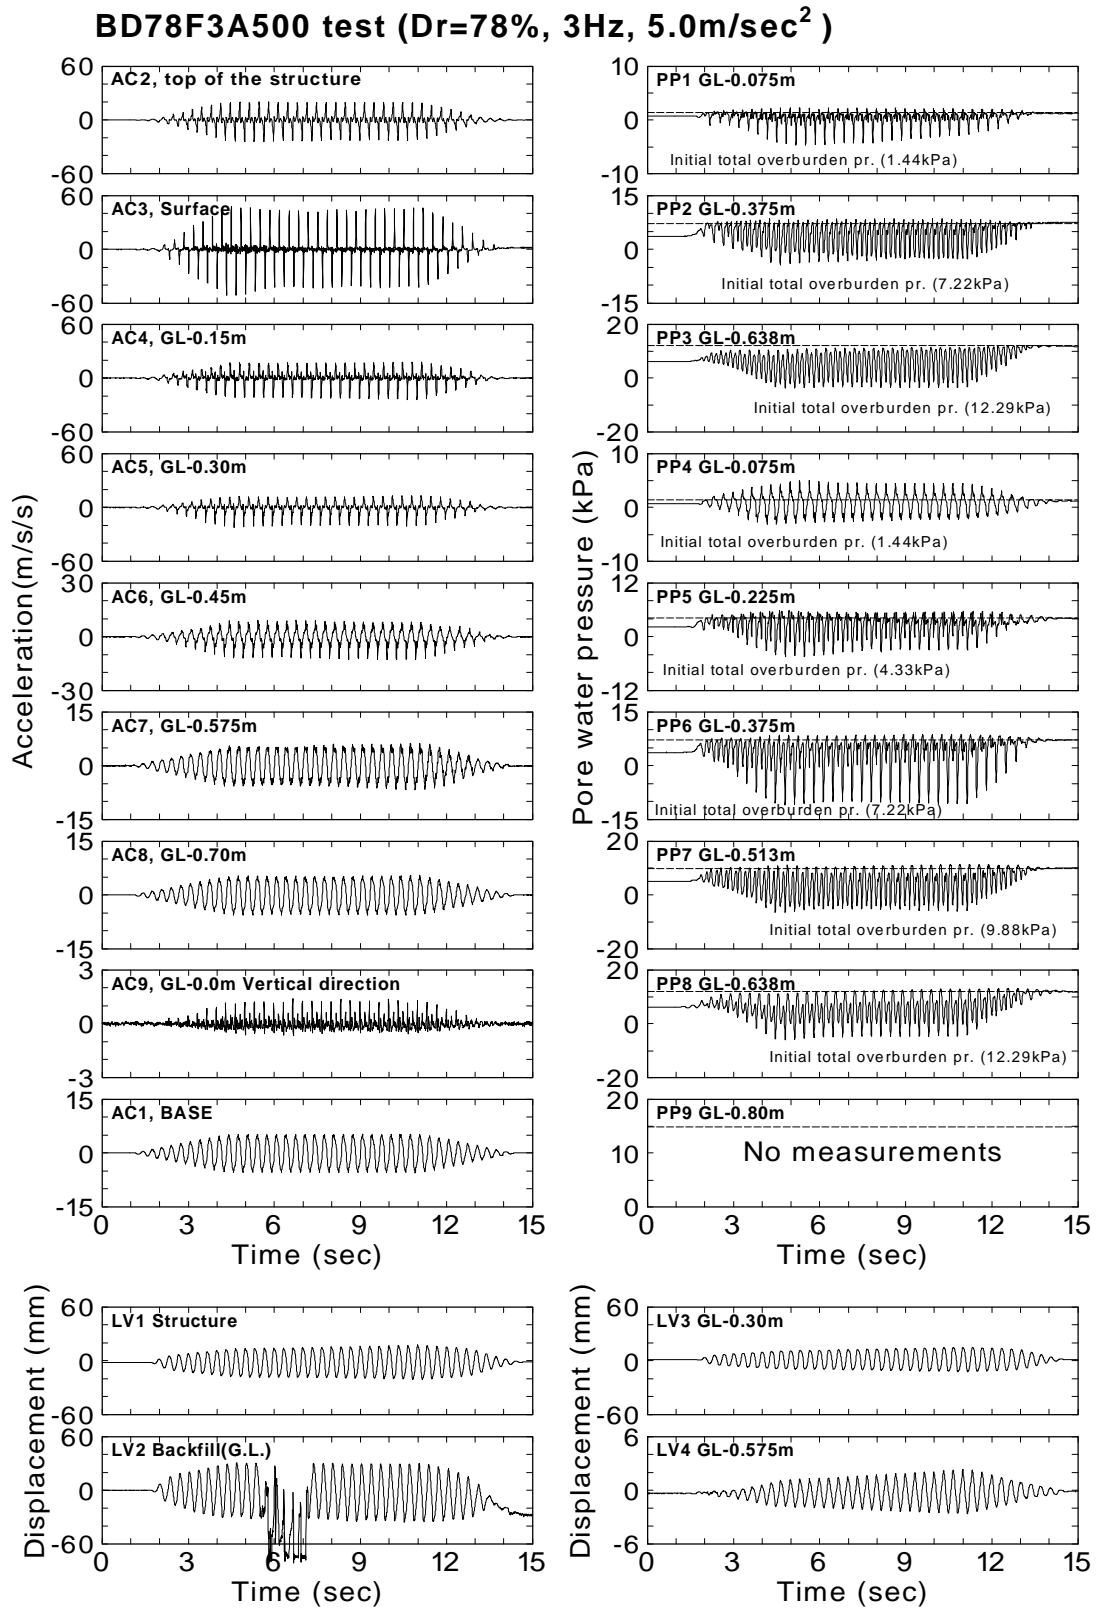 BD78F3A500 test (Dr=78%, 3Hz, 5.0m/sec2 )
Acceleration(m/s/s)
60
0
-60
AC2, top of the structure
60
0
-60
AC3, Surface
60
0
-60
AC4, GL-0.15m
60
0
-60
AC5, GL-0.30m
30
0
-30
AC6, GL-0.45m
15
0
-15
AC7, GL-0.575m
15
0
-15
AC8, GL-0.70m
3
0
-3
AC9, GL-0.0m Vertical direction
15
0
-15
AC1, BASE
0 3 6 9 12 15
Time (sec)
Pore water pressure (kPa)
10
0
-10
PP1 GL-0.075m
Initial total overburden pr. (1.44kPa)
15
0
-15
PP2 GL-0.375m
Initial total overburden pr. (7.22kPa)
20
0
-20
PP3 GL-0.638m
Initial total overburden pr. (12.29kPa)
10
0
-10
PP4 GL-0.075m
Initial total overburden pr. (1.44kPa)
12
0
-12
PP5 GL-0.225m
Initial total overburden pr. (4.33kPa)
15
0
-15
PP6 GL-0.375m
Initial total overburden pr. (7.22kPa)
20
0
-20
PP7 GL-0.513m
Initial total overburden pr. (9.88kPa)
20
0
-20
PP8 GL-0.638m
Initial total overburden pr. (12.29kPa)
20
10
0
PP9 GL-0.80m
No measurements
0 3 6 9 12 15
Time (sec)
Displacement (mm)
60
0
-60
LV1 Structure
60
0
-60
LV2 Backfill(G.L.)
0 3 6 9 12 15
Time (sec)
Displacement (mm)
60
0
-60
LV3 GL-0.30m
6
0
-6
LV4 GL-0.575m
0 3 6 9 12 15
Time (sec)